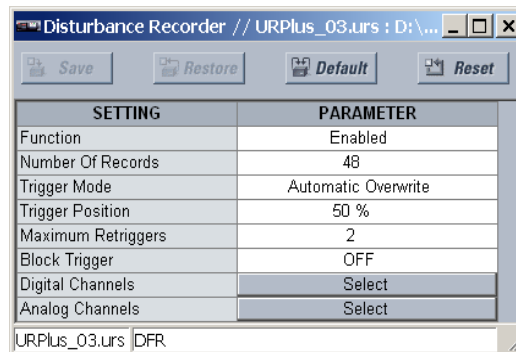 Disturbance Recorder // URPlus_03.urs : D:\...
Save Restore Default Reset
SETTING PARAMETER
Function Enabled
Number Of Records 48
Trigger Mode Automatic Overwrite
Trigger Position 50 %
Maximum Retriggers 2
Block Trigger OFF
Digital Channels Select
Analog Channels Select
URPlus_03.urs DFR